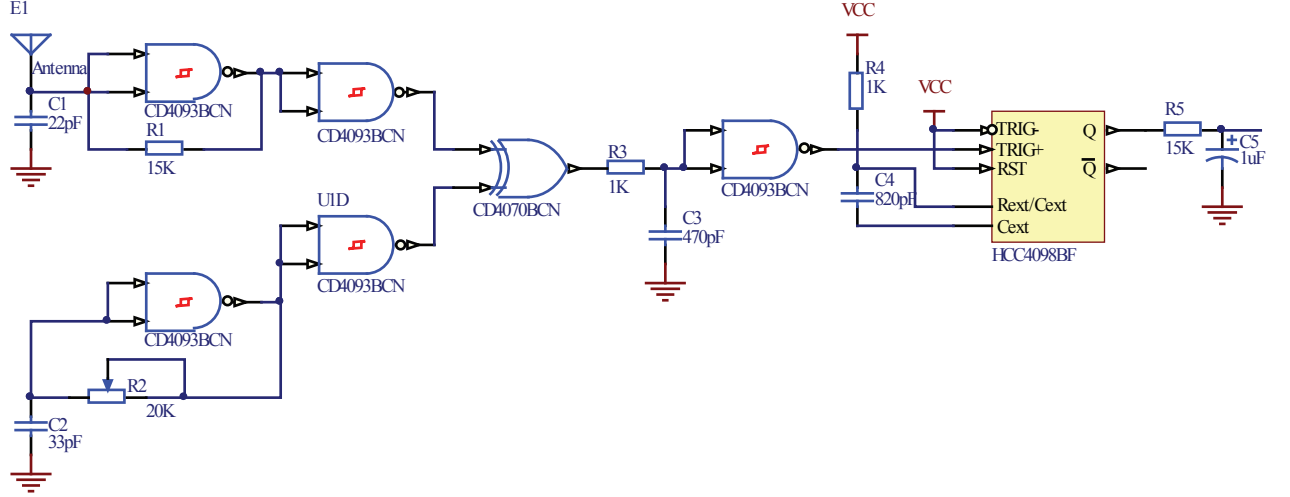 E1
Antenna
C1
22pF
CD4093BCN
R1
15K
CD4093BCN
U1D
CD4093BCN
CD4093BCN
R2
20K
C2
33pF
CD4070BCN
R3
1K
C3
470pF
CD4093BCN
VCC
R4
1K
C4
820pF
VCC
TRIG-
TRIG+
RST
Rext/Cext
Cext
Q
Q
HCC4098BF
R5
15K
+
C5
1uF